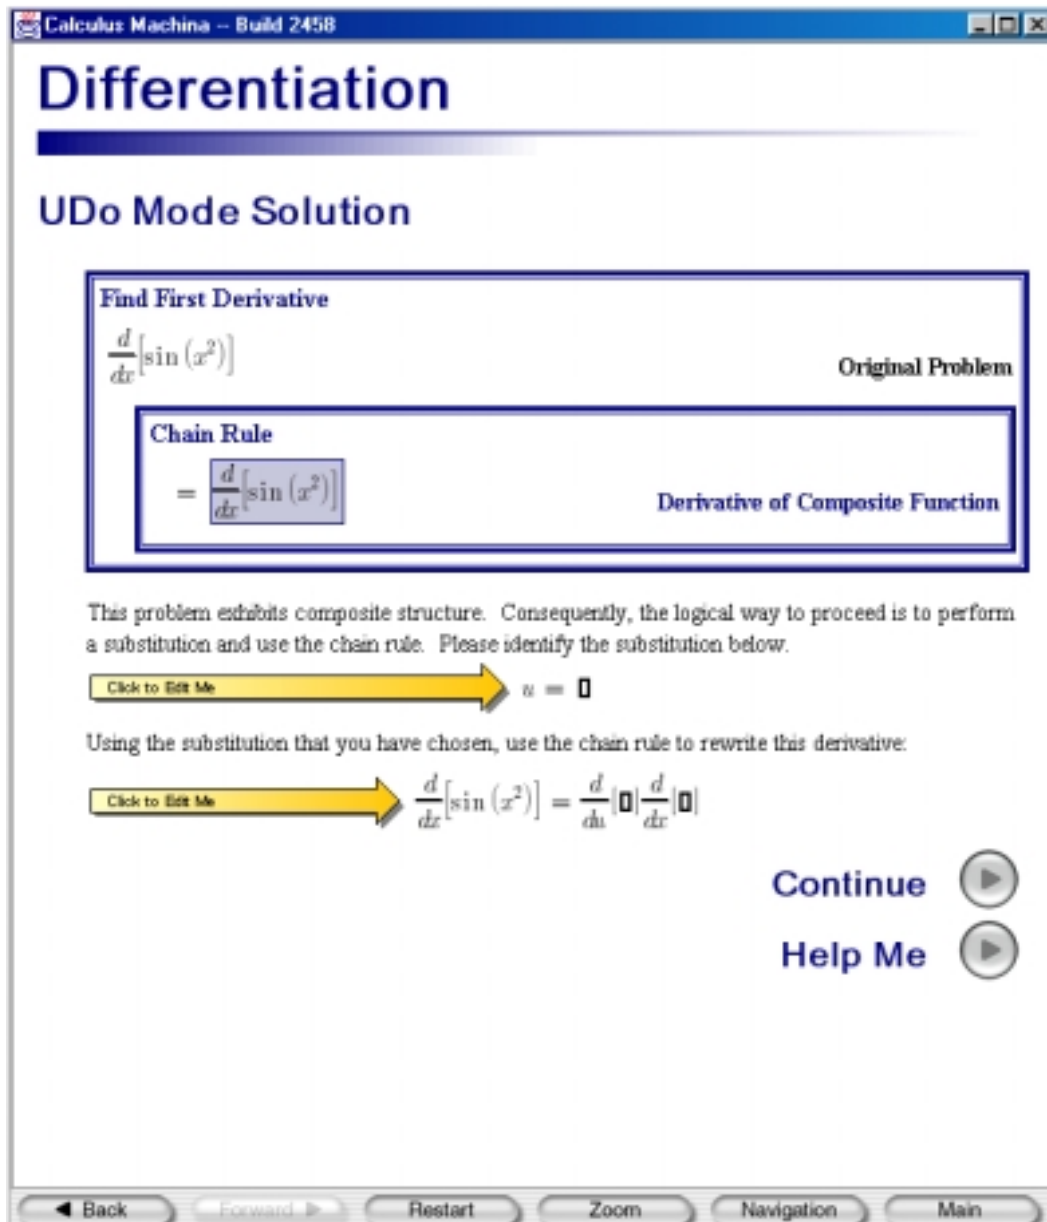 Calculus Machina -- Build 2458
Differentiation
UDo Mode Solution
Find First Derivative
d/dx[sin (x²)]
Original Problem
Chain Rule
= d/dx[sin (x²)]
Derivative of Composite Function
This problem exhibits composite structure. Consequently, the logical way to proceed is to perform
a substitution and use the chain rule. Please identify the substitution below.
Click to Edit Me u = ▯
Using the substitution that you have chosen, use the chain rule to rewrite this derivative:
Click to Edit Me d/dx[sin (x²)] = d/du[▯] d/dx[▯]
Continue
Help Me
Back Forward Restart Zoom Navigation Main